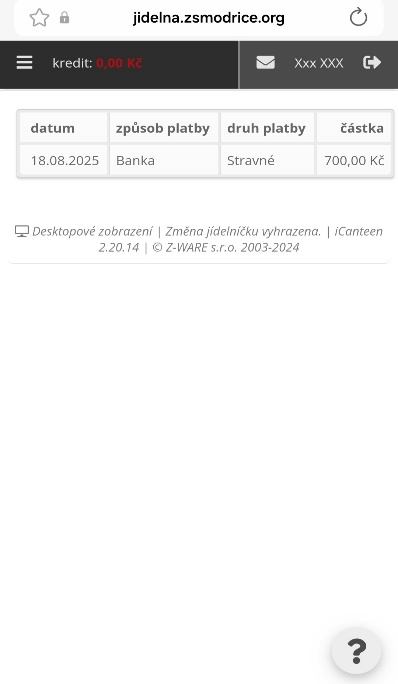 jidelna.zsmodrice.org
kredit: 0,00 Kč Xxx XXX
datum způsob platby druh platby částka
18.08.2025 Banka Stravné 700,00 Kč
Desktopové zobrazení | Změna jídelníčku vyhrazena. | iCanteen
2.20.14 | © Z-WARE s.r.o. 2003-2024
?